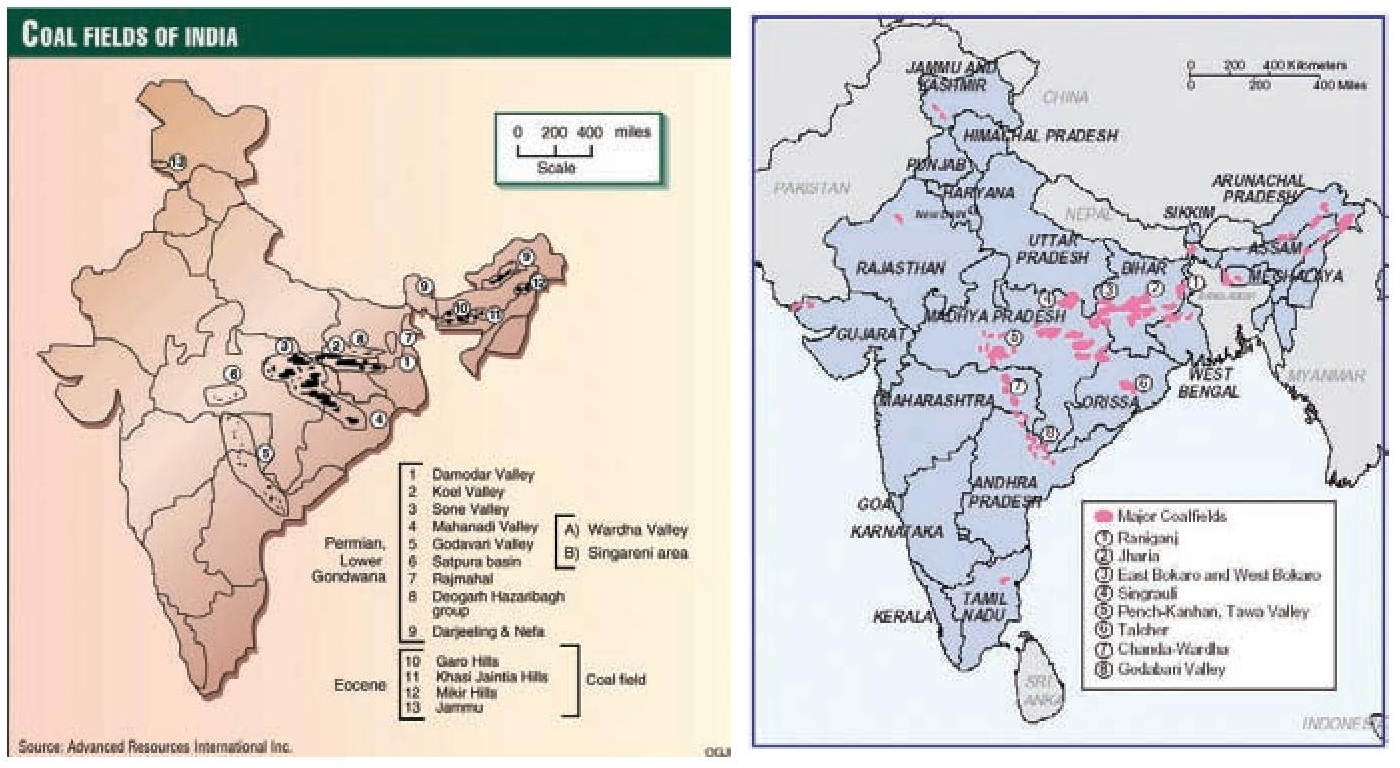 COAL FIELDS OF INDIA
0 200 400 miles
Scale
13
9
9
12
10
11
3
2
8
7
1
6
4
5
Permian,
Lower
Gondwana
1 Damodar Valley
2 Koel Valley
3 Sone Valley
4 Mahanadi Valley
5 Godavari Valley
6 Satpura basin
7 Rajmahal
8 Deogarh Hazaribagh
group
9 Darjeeling & Nefa
A) Wardha Valley
B) Singareni area
Eocene
10 Garo Hills
11 Khasi Jaintia Hills
12 Mikir Hills
13 Jammu
Coal field
Source: Advanced Resources International Inc.
OGJ
0 200 400 Kilometers
0 200 400 Miles
JAMMU AND
KASHMIR
CHINA
HIMACHAL PRADESH
PUNJAB
PAKISTAN
HARYANA
ARUNACHAL
PRADESH
New Delhi
NEPAL
SIKKIM
UTTAR
PRADESH
ASSAM
RAJASTHAN
BIHAR
MEGHALAYA
1
2
3
4
BANGLADESH
MADHYA PRADESH
GUJARAT
5
WEST
BENGAL
MYANMAR
7
6
MAHARASHTRA
ORISSA
8
ANDHRA
PRADESH
GOA
KARNATAKA
TAMIL
NADU
KERALA
SRI
LANKA
INDONESIA
Major Coalfields
1 Raniganj
2 Jharia
3 East Bokaro and West Bokaro
4 Singrauli
5 Pench-Kanhan, Tawa Valley
6 Talcher
7 Chanda-Wardha
8 Godabari Valley